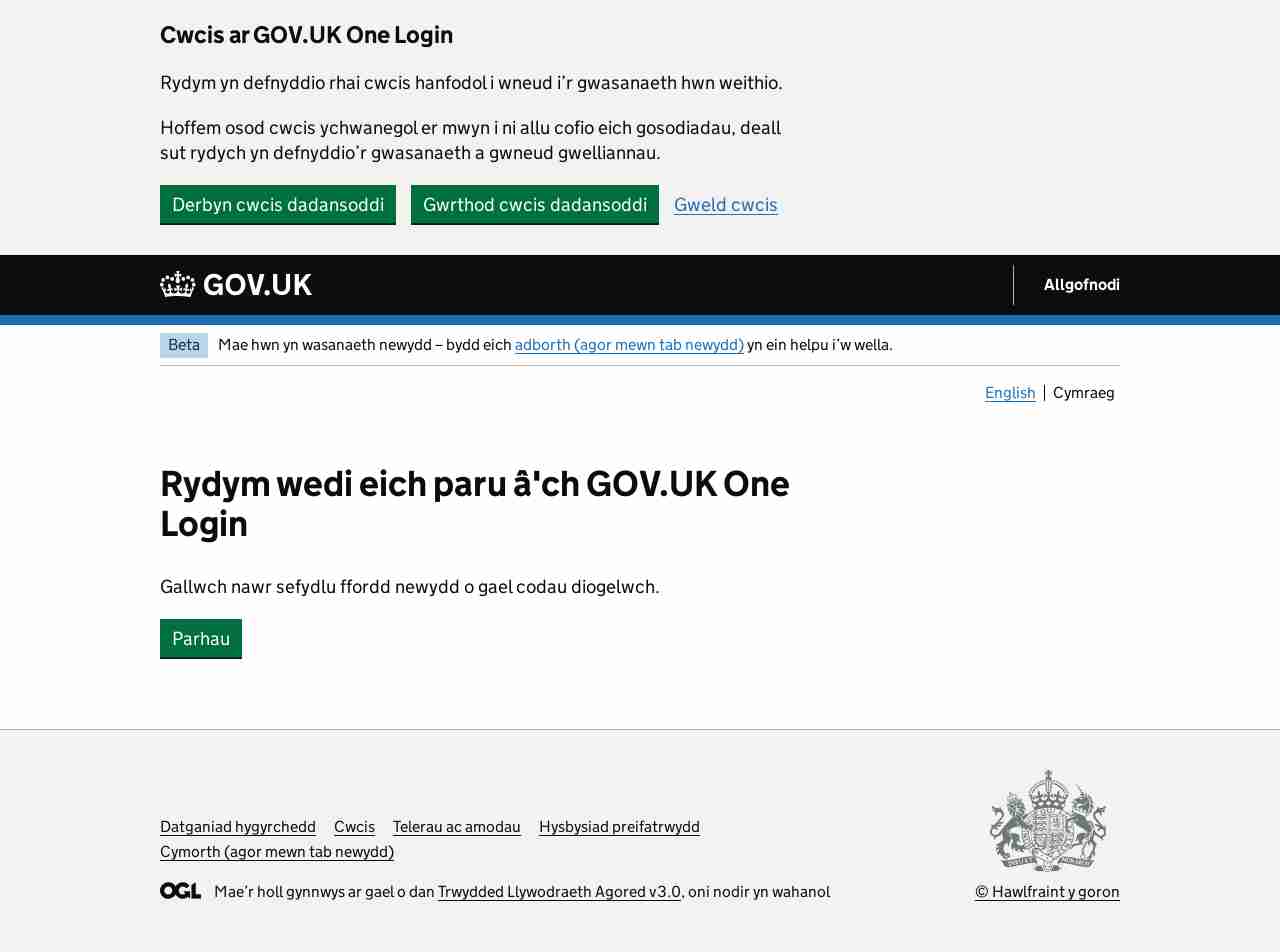 Cwcis ar GOV.UK One Login
Rydym yn defnyddio rhai cwcis hanfodol i wneud i’r gwasanaeth hwn weithio.
Hoffem osod cwcis ychwanegol er mwyn i ni allu cofio eich gosodiadau, deall
sut rydych yn defnyddio’r gwasanaeth a gwneud gwelliannau.
Derbyn cwcis dadansoddi Gwrthod cwcis dadansoddi Gweld cwcis
GOV.UK Allgofnodi
Beta Mae hwn yn wasanaeth newydd – bydd eich adborth (agor mewn tab newydd) yn ein helpu i’w wella.
English Cymraeg
Rydym wedi eich paru â'ch GOV.UK One
Login
Gallwch nawr sefydlu ffordd newydd o gael codau diogelwch.
Parhau
Datganiad hygyrchedd Cwcis Telerau ac amodau Hysbysiad preifatrwydd
Cymorth (agor mewn tab newydd)
OGL Mae’r holl gynnwys ar gael o dan Trwydded Llywodraeth Agored v3.0, oni nodir yn wahanol
© Hawlfraint y goron